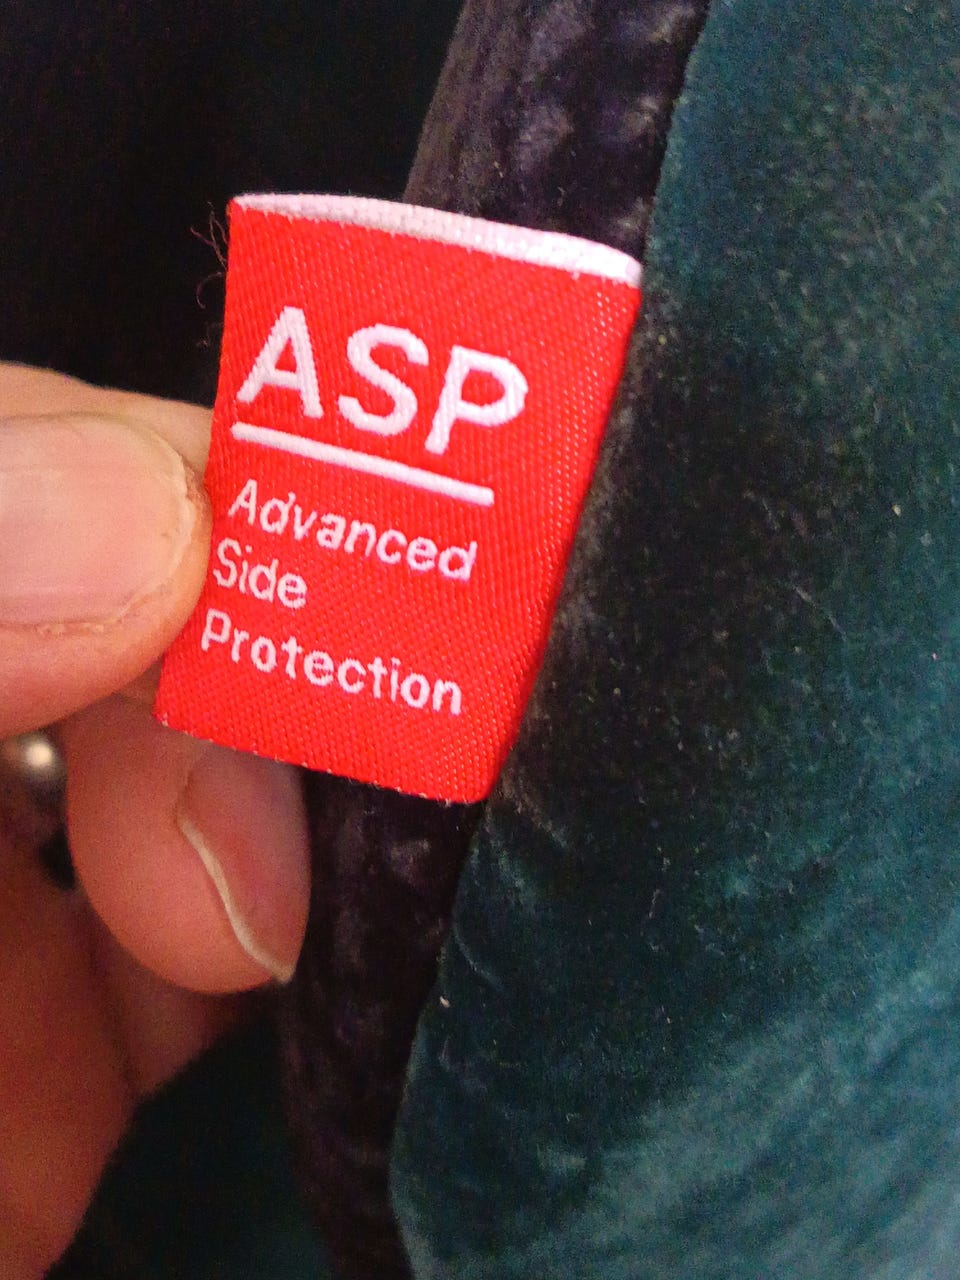 ASP
Advanced
Side
Protection